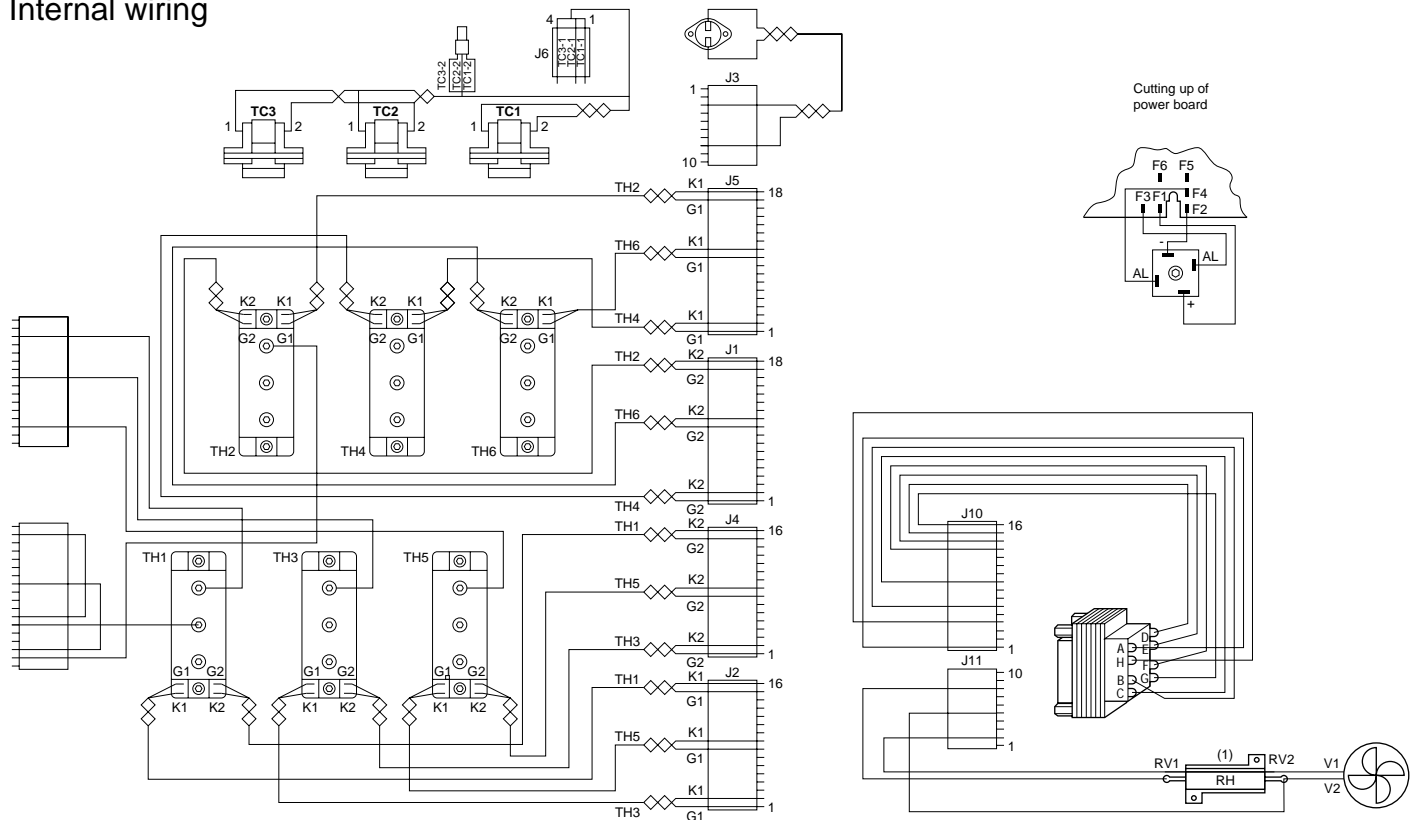 Internal wiring
4 1
J6
TC3-1
TC2-1
TC1-1
TC3-2
TC2-2
TC1-2
TC3 TC2 TC1
1 2 1 2 1 2
J3
1
10
Cutting up of
power board
F6 F5
F3 F1 F4
F2
-
AL
AL
+
J5
TH2 K1 18
G1
TH6 K1
G1
TH4 K1
G1 1
K2 K1 K2 K1 K2 K1
G2 G1 G2 G1 G2 G1
TH2 TH4 TH6
J1
TH2 K2 18
G2
TH6 K2
G2
K2
TH4 G2 1
J4
TH1 K2 16
G2
TH5 K2
G2
TH3 K2
G2 1
TH1 TH3 TH5
G1 G2 G1 G2 G1 G2
K1 K2 K1 K2 K1 K2
J2
TH1 K1 16
G1
TH5 K1
G1
K1
TH3 G1 1
J10
16
1
J11
10
1
D
A E
H F
B G
C
RV1 (1) RV2 V1
RH V2